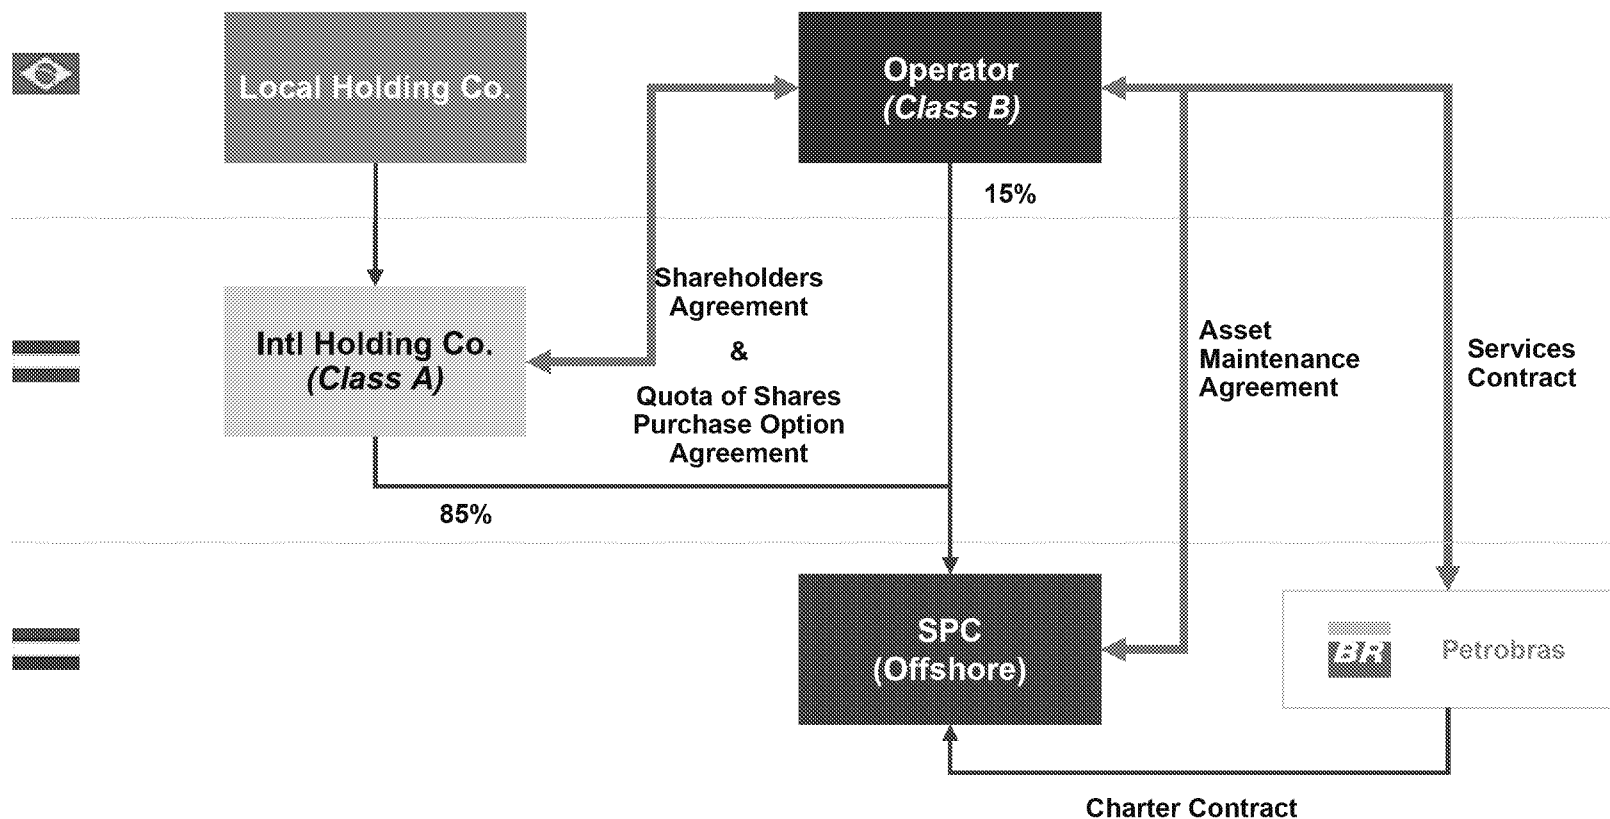 Local Holding Co.
Operator
(Class B)
15%
Shareholders
Agreement
&
Quota of Shares
Purchase Option
Agreement
Intl Holding Co.
(Class A)
Asset
Maintenance
Agreement
Services
Contract
85%
SPC
(Offshore)
BR
Petrobras
Charter Contract